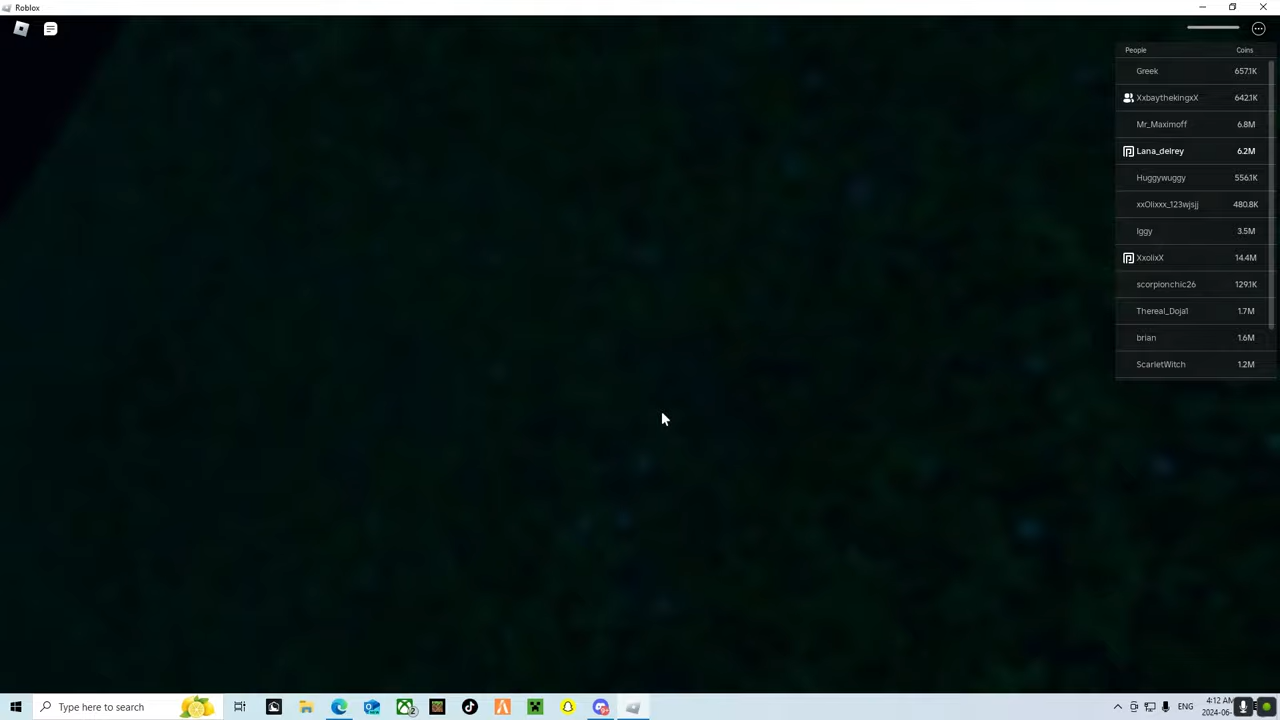 Roblox
People Coins
Greek 657.1K
XxbaythekingxX 642.1K
Mr_Maximoff 6.8M
Lana_delrey 6.2M
Huggywuggy 556.1K
xxOlixxx_123wjsjj 480.8K
Iggy 3.5M
XxolixX 14.4M
scorpionchic26 129.1K
Thereal_Doja1 1.7M
brian 1.6M
ScarletWitch 1.2M
Type here to search
4:12 AM
2024-06-